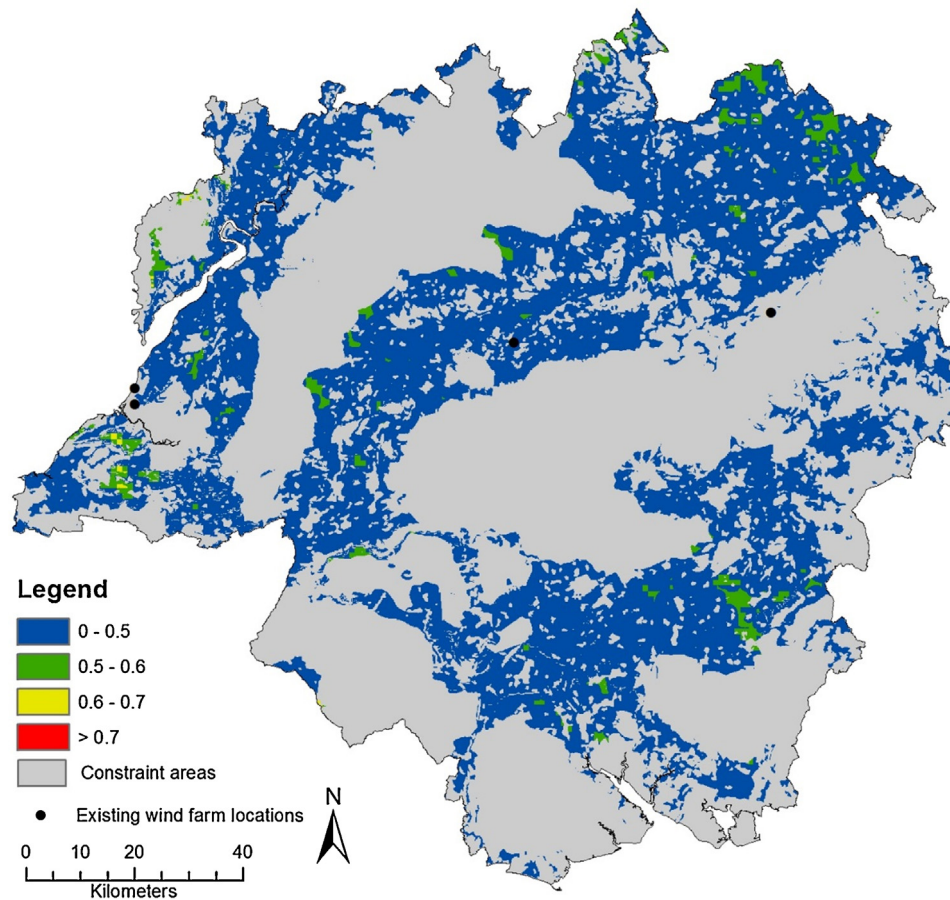 Legend
0 - 0.5
0.5 - 0.6
0.6 - 0.7
> 0.7
Constraint areas
Existing wind farm locations
N
0 10 20 40
Kilometers